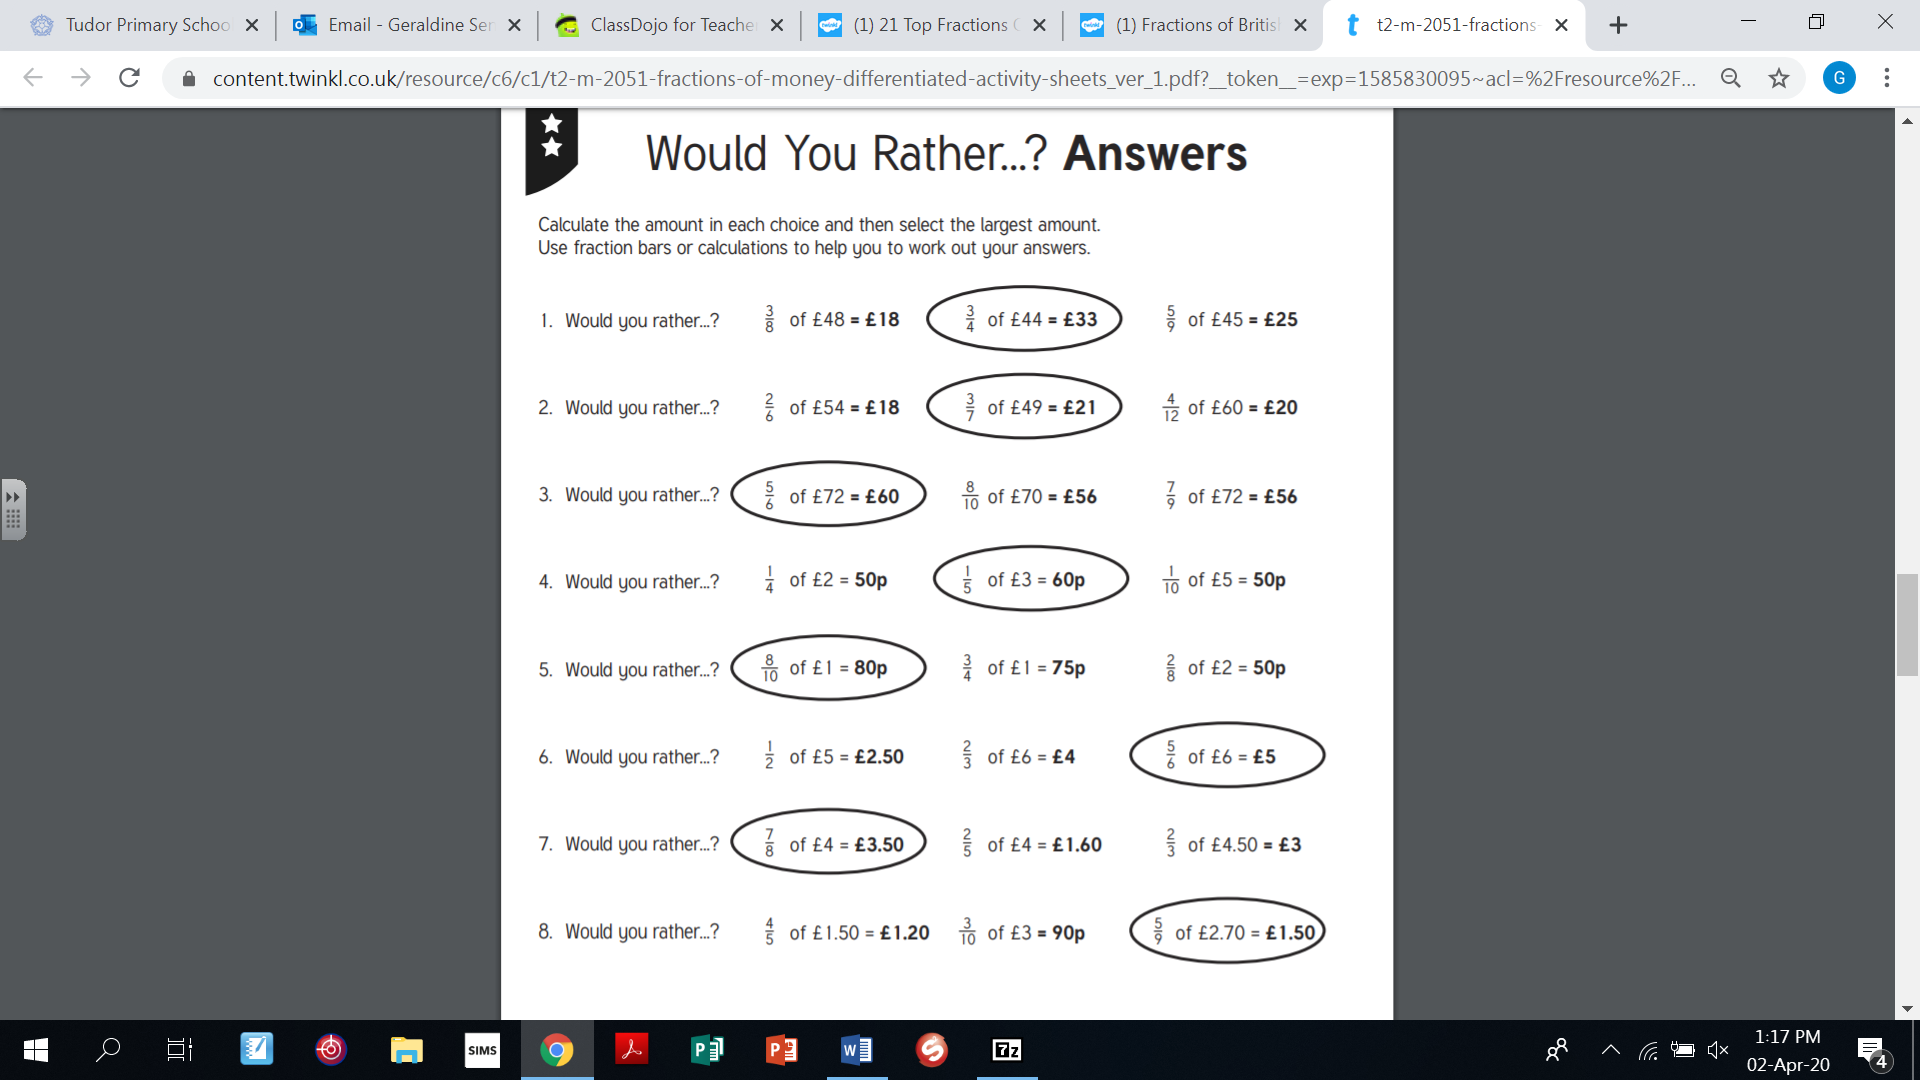 Tudor Primary Schoo
Email - Geraldine Ser
ClassDojo for Teache
(1) 21 Top Fractions
(1) Fractions of Britis
t2-m-2051-fractions-
content.twinkl.co.uk/resource/c6/c1/t2-m-2051-fractions-of-money-differentiated-activity-sheets_ver_1.pdf?__token__=exp=1585830095~acl=%2Fresource%2F...
G
Would You Rather...? Answers
Calculate the amount in each choice and then select the largest amount.
Use fraction bars or calculations to help you to work out your answers.
1. Would you rather...? 3/8 of £48 = £18 3/4 of £44 = £33 5/9 of £45 = £25
2. Would you rather...? 2/6 of £54 = £18 3/7 of £49 = £21 4/12 of £60 = £20
3. Would you rather...? 5/6 of £72 = £60 8/10 of £70 = £56 7/9 of £72 = £56
4. Would you rather...? 1/4 of £2 = 50p 1/5 of £3 = 60p 1/10 of £5 = 50p
5. Would you rather...? 8/10 of £1 = 80p 3/4 of £1 = 75p 2/8 of £2 = 50p
6. Would you rather...? 1/2 of £5 = £2.50 2/3 of £6 = £4 5/6 of £6 = £5
7. Would you rather...? 7/8 of £4 = £3.50 2/5 of £4 = £1.60 2/3 of £4.50 = £3
8. Would you rather...? 4/5 of £1.50 = £1.20 3/10 of £3 = 90p 5/9 of £2.70 = £1.50
SIMS
7z
1:17 PM
02-Apr-20
4